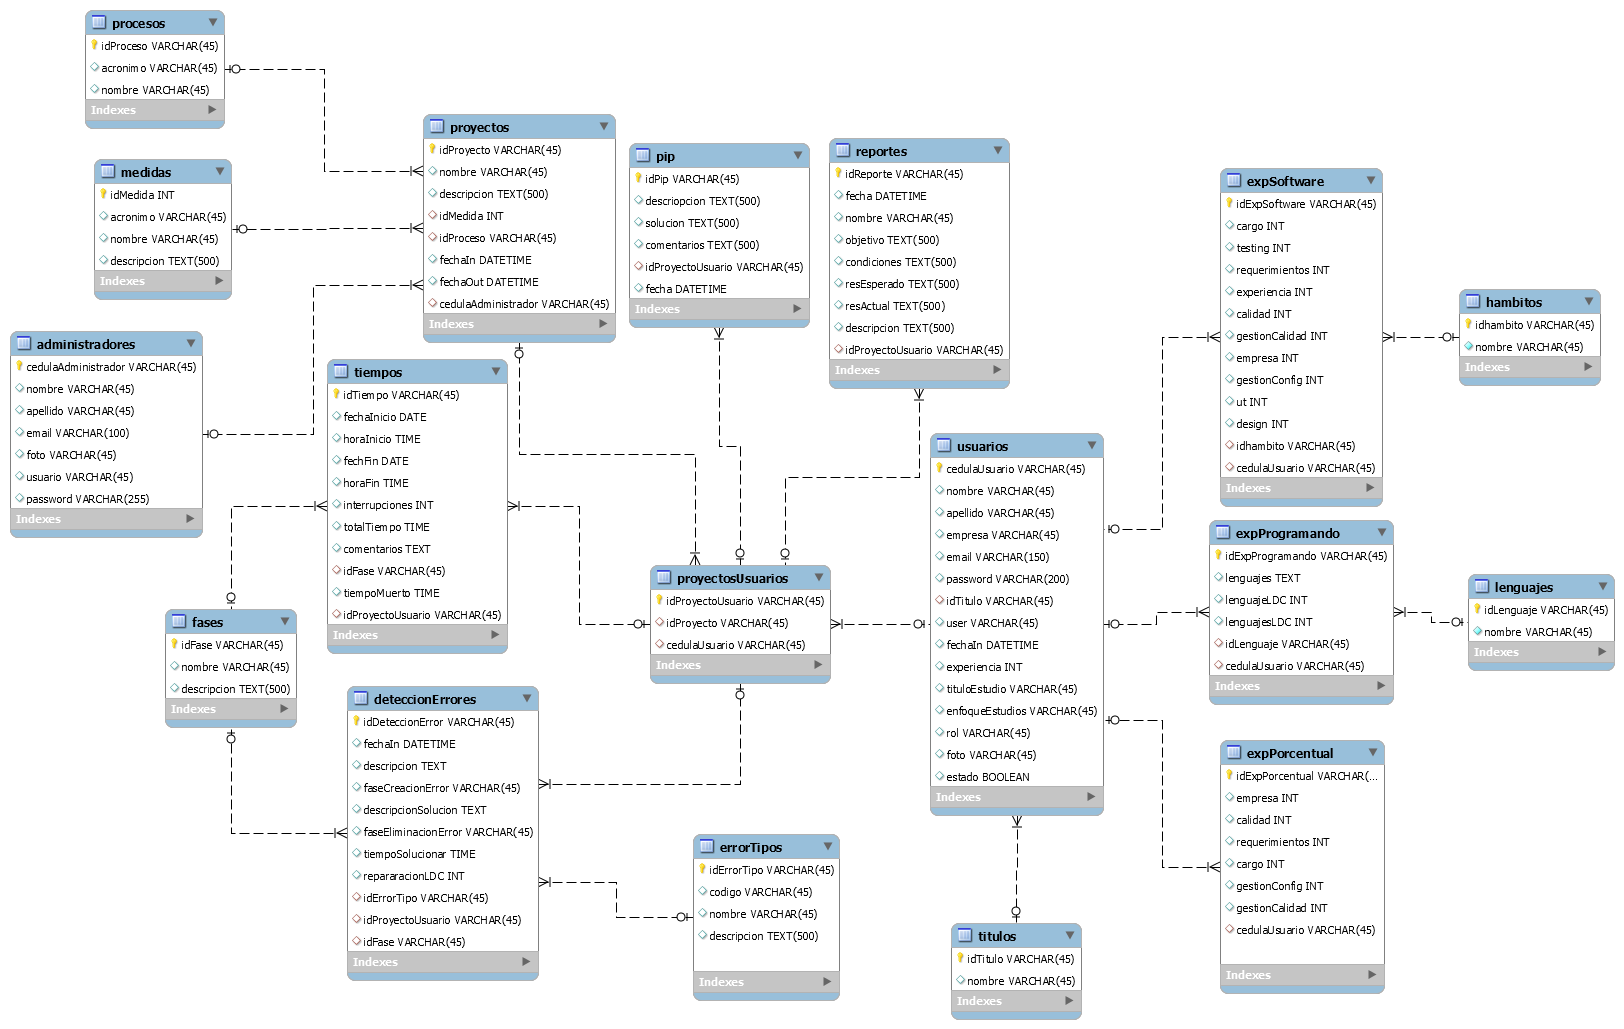 procesos
idProceso VARCHAR(45)
acronimo VARCHAR(45)
nombre VARCHAR(45)
Indexes
medidas
idMedida INT
acronimo VARCHAR(45)
nombre VARCHAR(45)
descripcion TEXT(500)
Indexes
administradores
cedulaAdministrador VARCHAR(45)
nombre VARCHAR(45)
apellido VARCHAR(45)
email VARCHAR(100)
foto VARCHAR(45)
usuario VARCHAR(45)
password VARCHAR(255)
Indexes
proyectos
idProyecto VARCHAR(45)
nombre VARCHAR(45)
descripcion TEXT(500)
idMedida INT
idProceso VARCHAR(45)
fechaIn DATETIME
fechaOut DATETIME
cedulaAdministrador VARCHAR(45)
Indexes
tiempos
idTiempo VARCHAR(45)
fechaInicio DATE
horaInicio TIME
fechFin DATE
horaFin TIME
interrupciones INT
totalTiempo TIME
comentarios TEXT
idFase VARCHAR(45)
tiempoMuerto TIME
idProyectoUsuario VARCHAR(45)
Indexes
fases
idFase VARCHAR(45)
nombre VARCHAR(45)
descripcion TEXT(500)
Indexes
deteccionErrores
idDeteccionError VARCHAR(45)
fechaIn DATETIME
descripcion TEXT
faseCreacionError VARCHAR(45)
descripcionSolucion TEXT
faseEliminacionError VARCHAR(45)
tiempoSolucionar TIME
repararacionLDC INT
idErrorTipo VARCHAR(45)
idProyectoUsuario VARCHAR(45)
idFase VARCHAR(45)
Indexes
pip
idPip VARCHAR(45)
descriopcion TEXT(500)
solucion TEXT(500)
comentarios TEXT(500)
idProyectoUsuario VARCHAR(45)
fecha DATETIME
Indexes
reportes
idReporte VARCHAR(45)
fecha DATETIME
nombre VARCHAR(45)
objetivo TEXT(500)
condiciones TEXT(500)
resEsperado TEXT(500)
resActual TEXT(500)
descripcion TEXT(500)
idProyectoUsuario VARCHAR(45)
Indexes
proyectosUsuarios
idProyectoUsuario VARCHAR(45)
idProyecto VARCHAR(45)
cedulaUsuario VARCHAR(45)
Indexes
errorTipos
idErrorTipo VARCHAR(45)
codigo VARCHAR(45)
nombre VARCHAR(45)
descripcion TEXT(500)
Indexes
usuarios
cedulaUsuario VARCHAR(45)
nombre VARCHAR(45)
apellido VARCHAR(45)
empresa VARCHAR(45)
email VARCHAR(150)
password VARCHAR(200)
idTitulo VARCHAR(45)
user VARCHAR(45)
fechaIn DATETIME
experiencia INT
tituloEstudio VARCHAR(45)
enfoqueEstudios VARCHAR(45)
rol VARCHAR(45)
foto VARCHAR(45)
estado BOOLEAN
Indexes
titulos
idTitulo VARCHAR(45)
nombre VARCHAR(45)
Indexes
expSoftware
idExpSoftware VARCHAR(45)
cargo INT
testing INT
requerimientos INT
experiencia INT
calidad INT
gestionCalidad INT
empresa INT
gestionConfig INT
ut INT
design INT
idhambito VARCHAR(45)
cedulaUsuario VARCHAR(45)
Indexes
hambitos
idhambito VARCHAR(45)
nombre VARCHAR(45)
Indexes
expProgramando
idExpProgramando VARCHAR(45)
lenguajes TEXT
lenguajeLDC INT
lenguajesLDC INT
idLenguaje VARCHAR(45)
cedulaUsuario VARCHAR(45)
Indexes
lenguajes
idLenguaje VARCHAR(45)
nombre VARCHAR(45)
Indexes
expPorcentual
idExpPorcentual VARCHAR(...
empresa INT
calidad INT
requerimientos INT
cargo INT
gestionConfig INT
gestionCalidad INT
cedulaUsuario VARCHAR(45)
Indexes